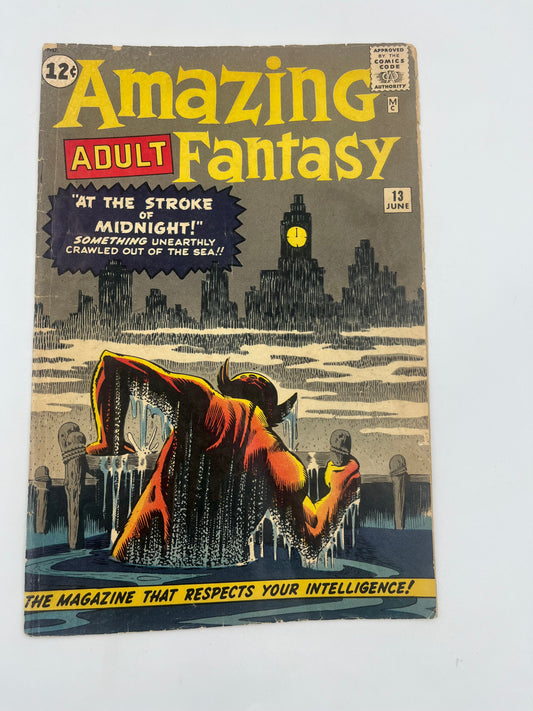 12¢
Amazing
ADULT Fantasy
APPROVED
BY THE
COMICS
CODE
AUTHORITY
M
C
13
JUNE
"AT THE STROKE
OF
MIDNIGHT!"
SOMETHING UNEARTHLY
CRAWLED OUT OF THE SEA!!
THE MAGAZINE THAT RESPECTS YOUR INTELLIGENCE!